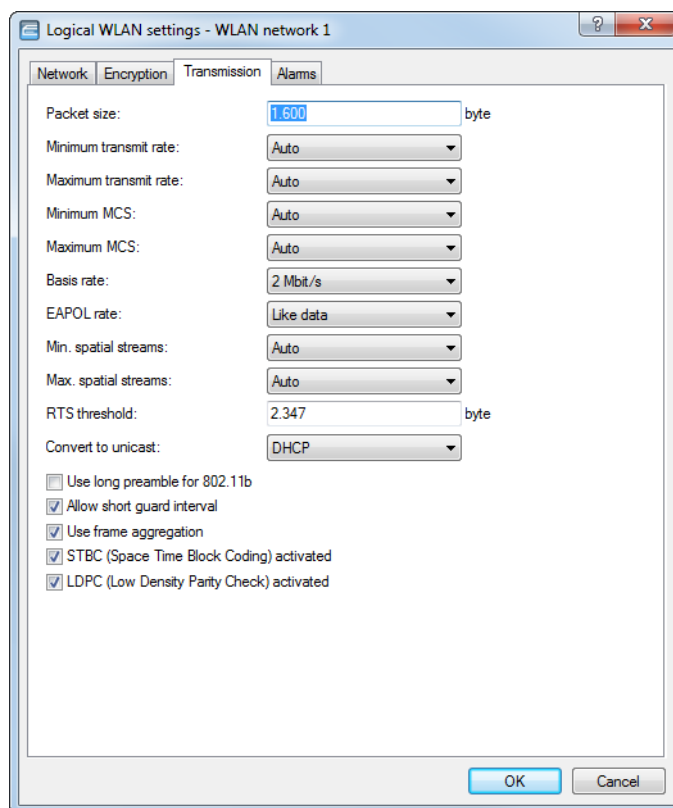 Logical WLAN settings - WLAN network 1
Network Encryption Transmission Alarms
Packet size: 1.600 byte
Minimum transmit rate: Auto
Maximum transmit rate: Auto
Minimum MCS: Auto
Maximum MCS: Auto
Basis rate: 2 Mbit/s
EAPOL rate: Like data
Min. spatial streams: Auto
Max. spatial streams: Auto
RTS threshold: 2.347 byte
Convert to unicast: DHCP
Use long preamble for 802.11b
Allow short guard interval
Use frame aggregation
STBC (Space Time Block Coding) activated
LDPC (Low Density Parity Check) activated
OK Cancel